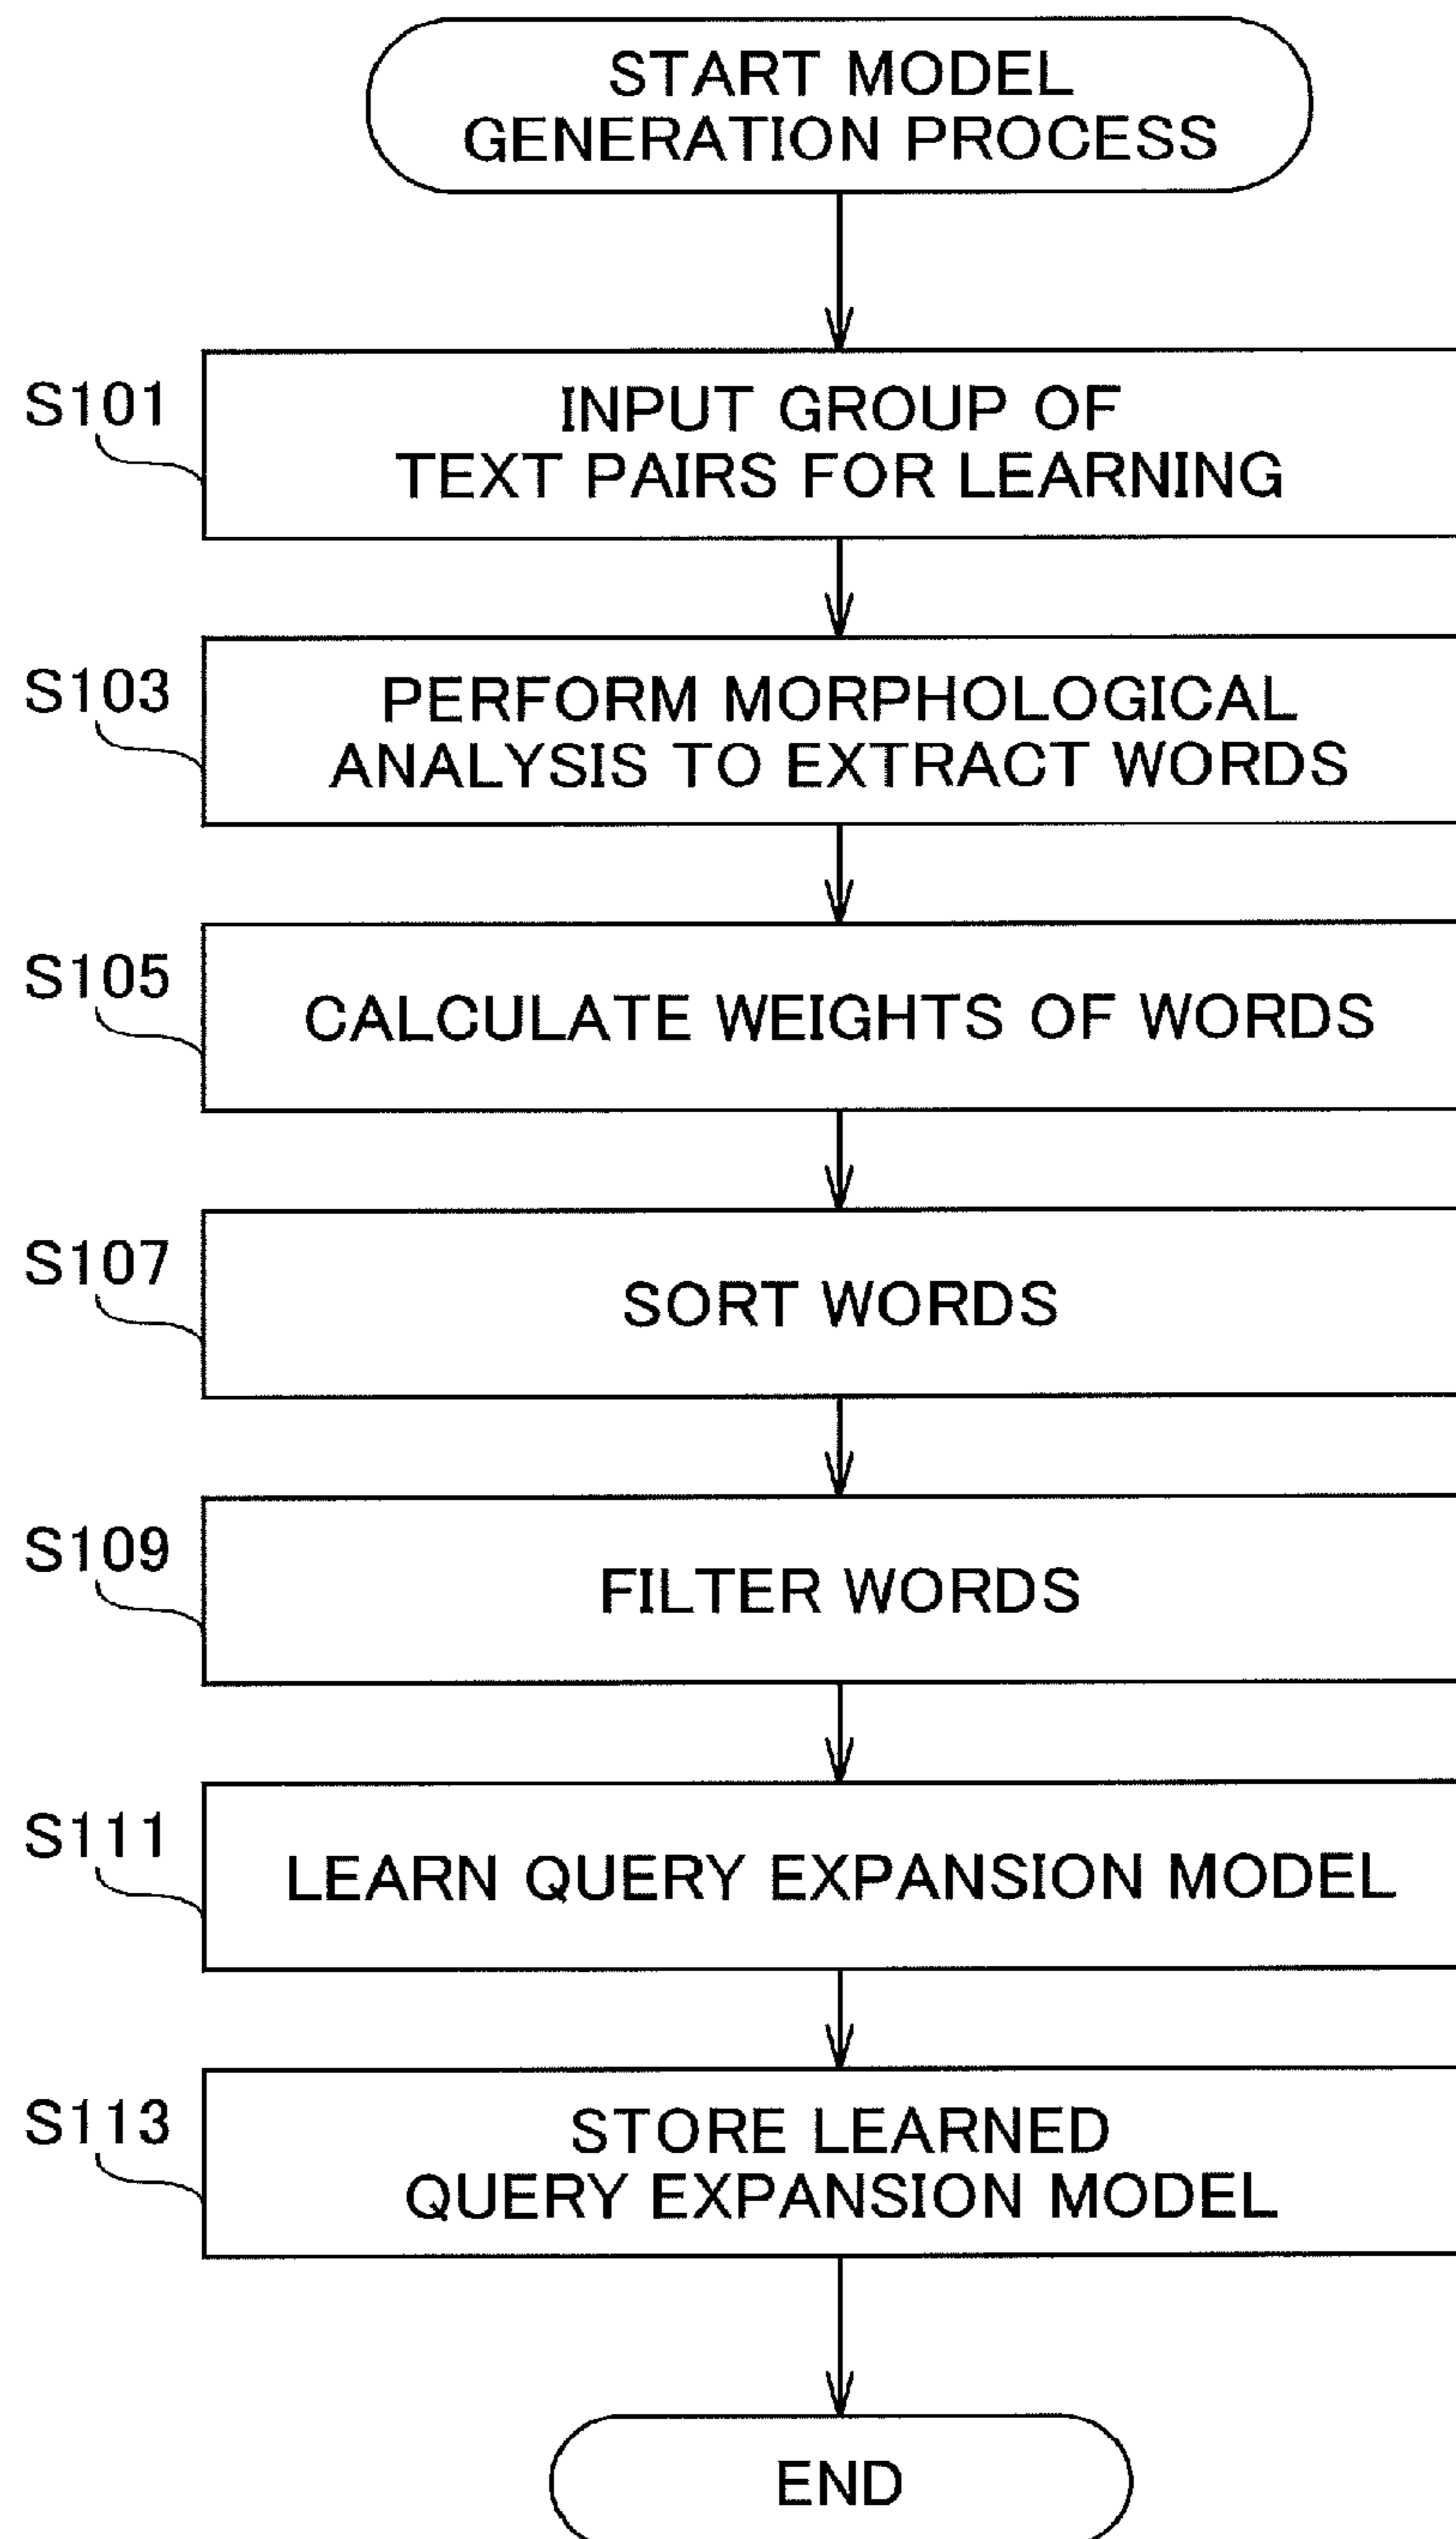 START MODEL
GENERATION PROCESS
S101
INPUT GROUP OF
TEXT PAIRS FOR LEARNING
S103
PERFORM MORPHOLOGICAL
ANALYSIS TO EXTRACT WORDS
S105
CALCULATE WEIGHTS OF WORDS
S107
SORT WORDS
S109
FILTER WORDS
S111
LEARN QUERY EXPANSION MODEL
S113
STORE LEARNED
QUERY EXPANSION MODEL
END